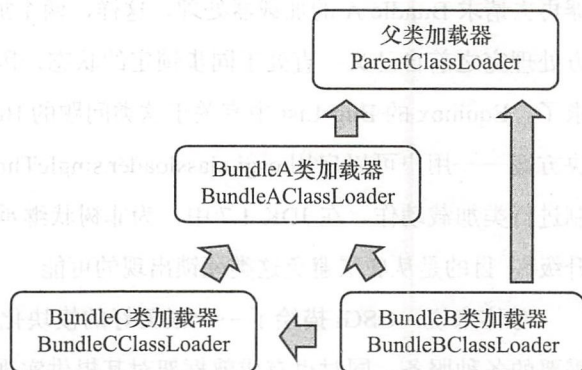 父类加载器
ParentClassLoader
BundleA类加载器
BundleAClassLoader
BundleC类加载器
BundleCClassLoader
BundleB类加载器
BundleBClassLoader